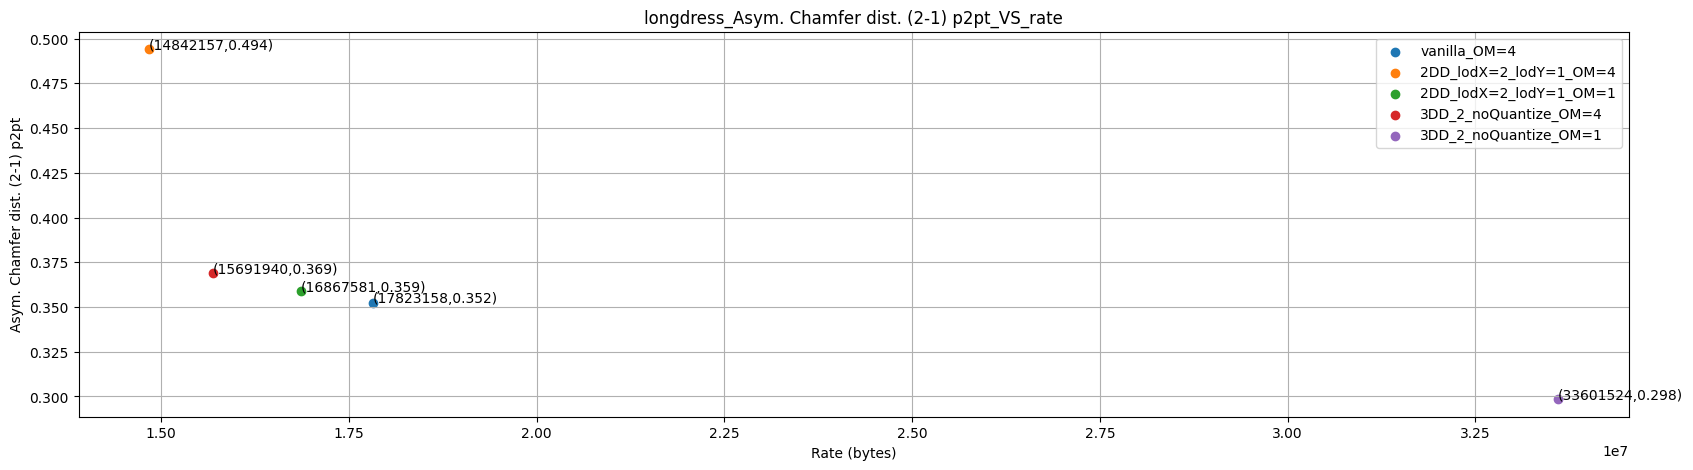 longdress_Asym. Chamfer dist. (2-1) p2pt_VS_rate
0.500
0.475
0.450
0.425
0.400
0.375
0.350
0.325
0.300
Asym. Chamfer dist. (2-1) p2pt
(14842157,0.494)
(15691940,0.369)
(16867581,0.359)
(17823158,0.352)
(33601524,0.298)
vanilla_OM=4
2DD_lodX=2_lodY=1_OM=4
2DD_lodX=2_lodY=1_OM=1
3DD_2_noQuantize_OM=4
3DD_2_noQuantize_OM=1
1.50 1.75 2.00 2.25 2.50 2.75 3.00 3.25
1e7
Rate (bytes)